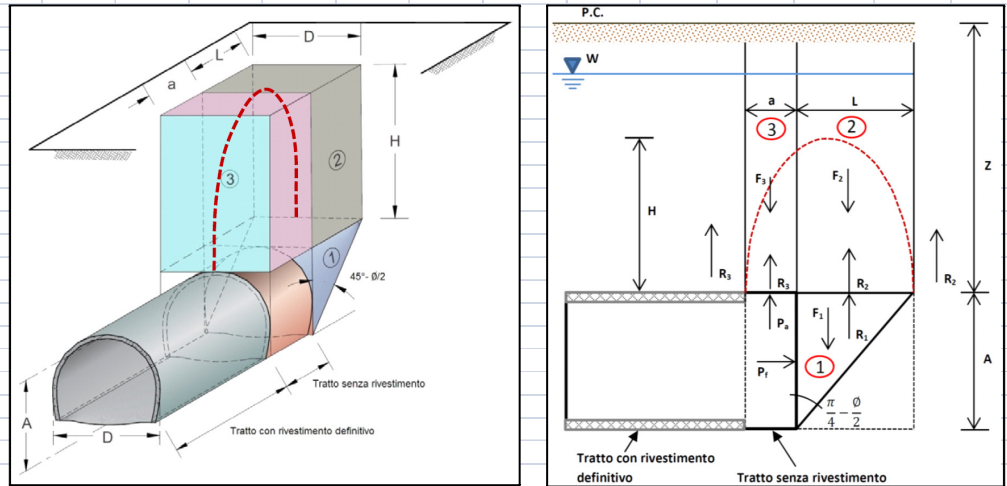 D
L
a
H
2
3
1
45°- Ø/2
Tratto senza rivestimento
Tratto con rivestimento definitivo
A
D
P.C.
W
a
L
3
2
Z
F₃
F₂
H
R₃
R₃
R₂
R₂
Pₐ
F₁
R₁
A
P_f
1
π/4 − Ø/2
Tratto con rivestimento
definitivo
Tratto senza rivestimento